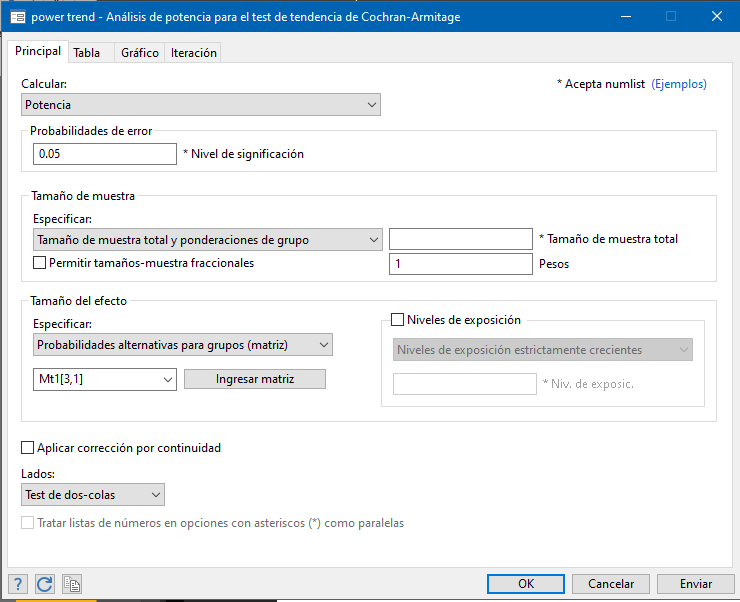 power trend - Análisis de potencia para el test de tendencia de Cochran-Armitage
Principal Tabla Gráfico Iteración
Calcular:
* Acepta numlist (Ejemplos)
Potencia
Probabilidades de error
0.05 * Nivel de significación
Tamaño de muestra
Especificar:
Tamaño de muestra total y ponderaciones de grupo
* Tamaño de muestra total
Permitir tamaños-muestra fraccionales
1 Pesos
Tamaño del efecto
Especificar:
Probabilidades alternativas para grupos (matriz)
Mt1[3,1] Ingresar matriz
Niveles de exposición
Niveles de exposición estrictamente crecientes
* Niv. de exposic.
Aplicar corrección por continuidad
Lados:
Test de dos-colas
Tratar listas de números en opciones con asteriscos (*) como paralelas
? OK Cancelar Enviar